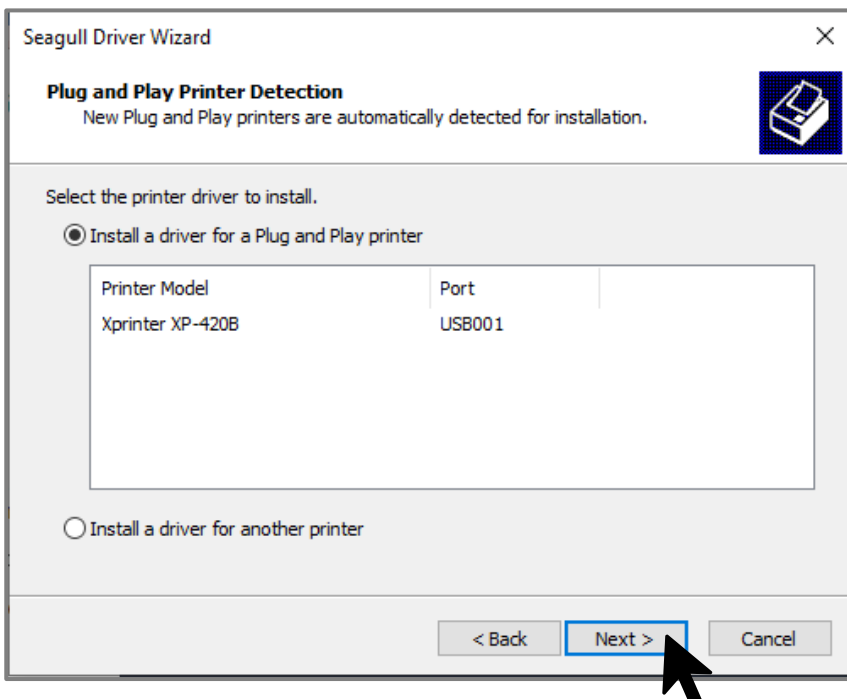 Seagull Driver Wizard
Plug and Play Printer Detection
New Plug and Play printers are automatically detected for installation.
Select the printer driver to install.
Install a driver for a Plug and Play printer
Printer Model Port
Xprinter XP-420B USB001
Install a driver for another printer
< Back Next > Cancel